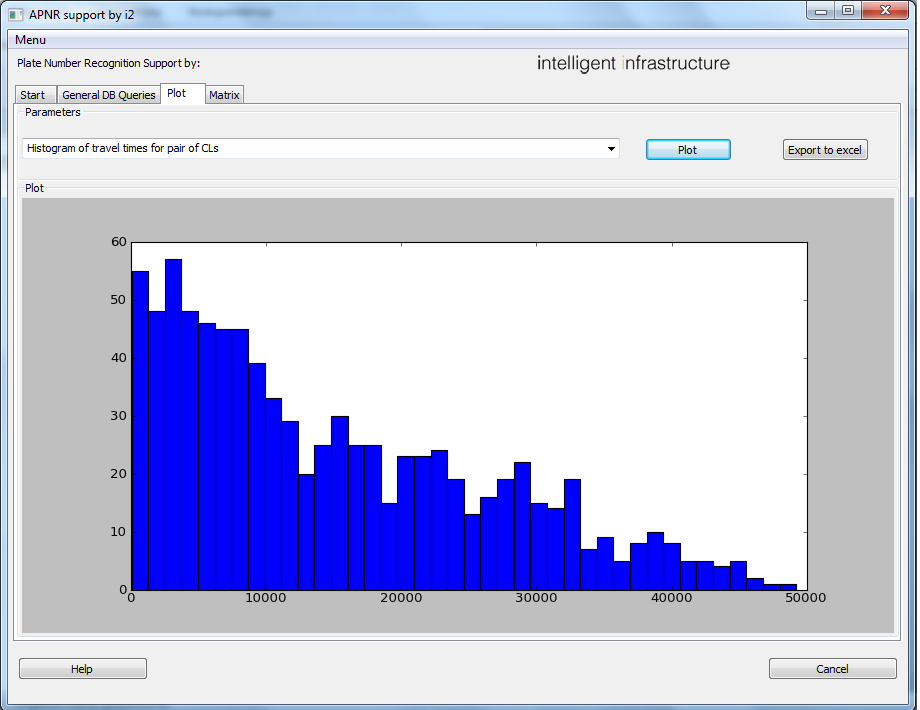 APNR support by i2
Menu
Plate Number Recognition Support by:
intelligent infrastructure
Start General DB Queries Plot Matrix
Parameters
Histogram of travel times for pair of CLs
Plot
Export to excel
Plot
60
50
40
30
20
10
0
0 10000 20000 30000 40000 50000
Help
Cancel